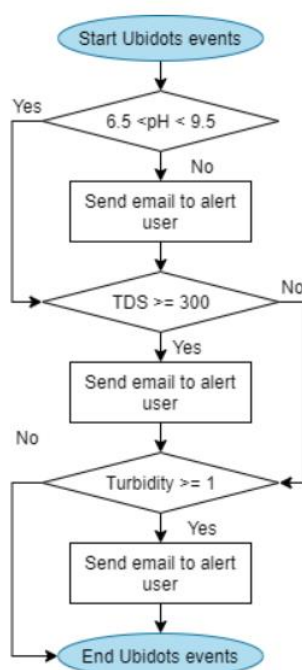 Start Ubidots events
Yes
6.5 <pH < 9.5
No
Send email to alert
user
TDS >= 300
No
Yes
Send email to alert
user
No
Turbidity >= 1
Yes
Send email to alert
user
End Ubidots events